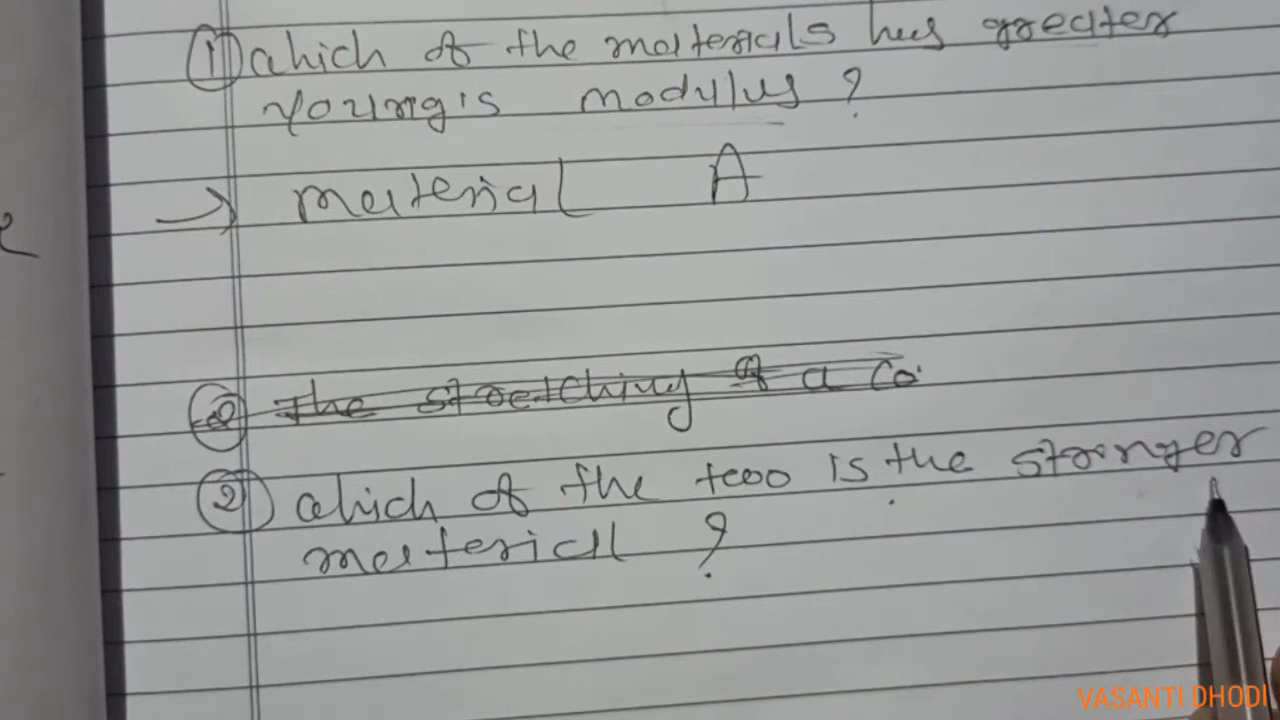 ① which of the materials has greater
Young's modulus ?
→ material A
② the stretching of a Co
② which of the two is the stronger
material ?
VASANTI DHODI